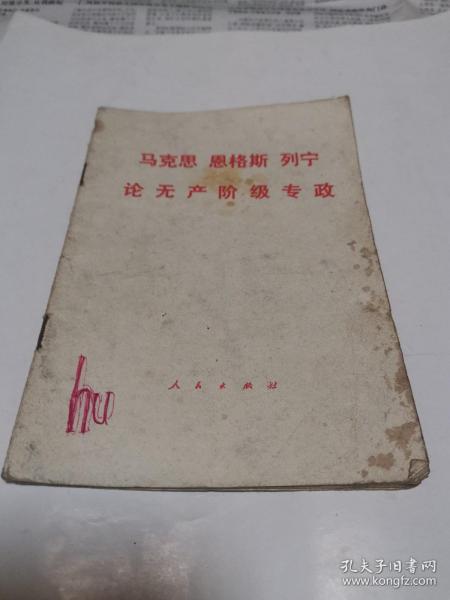 马克思 恩格斯 列宁
论无产阶级专政
hu
人民出版社
孔夫子旧书网
www.kongfz.com